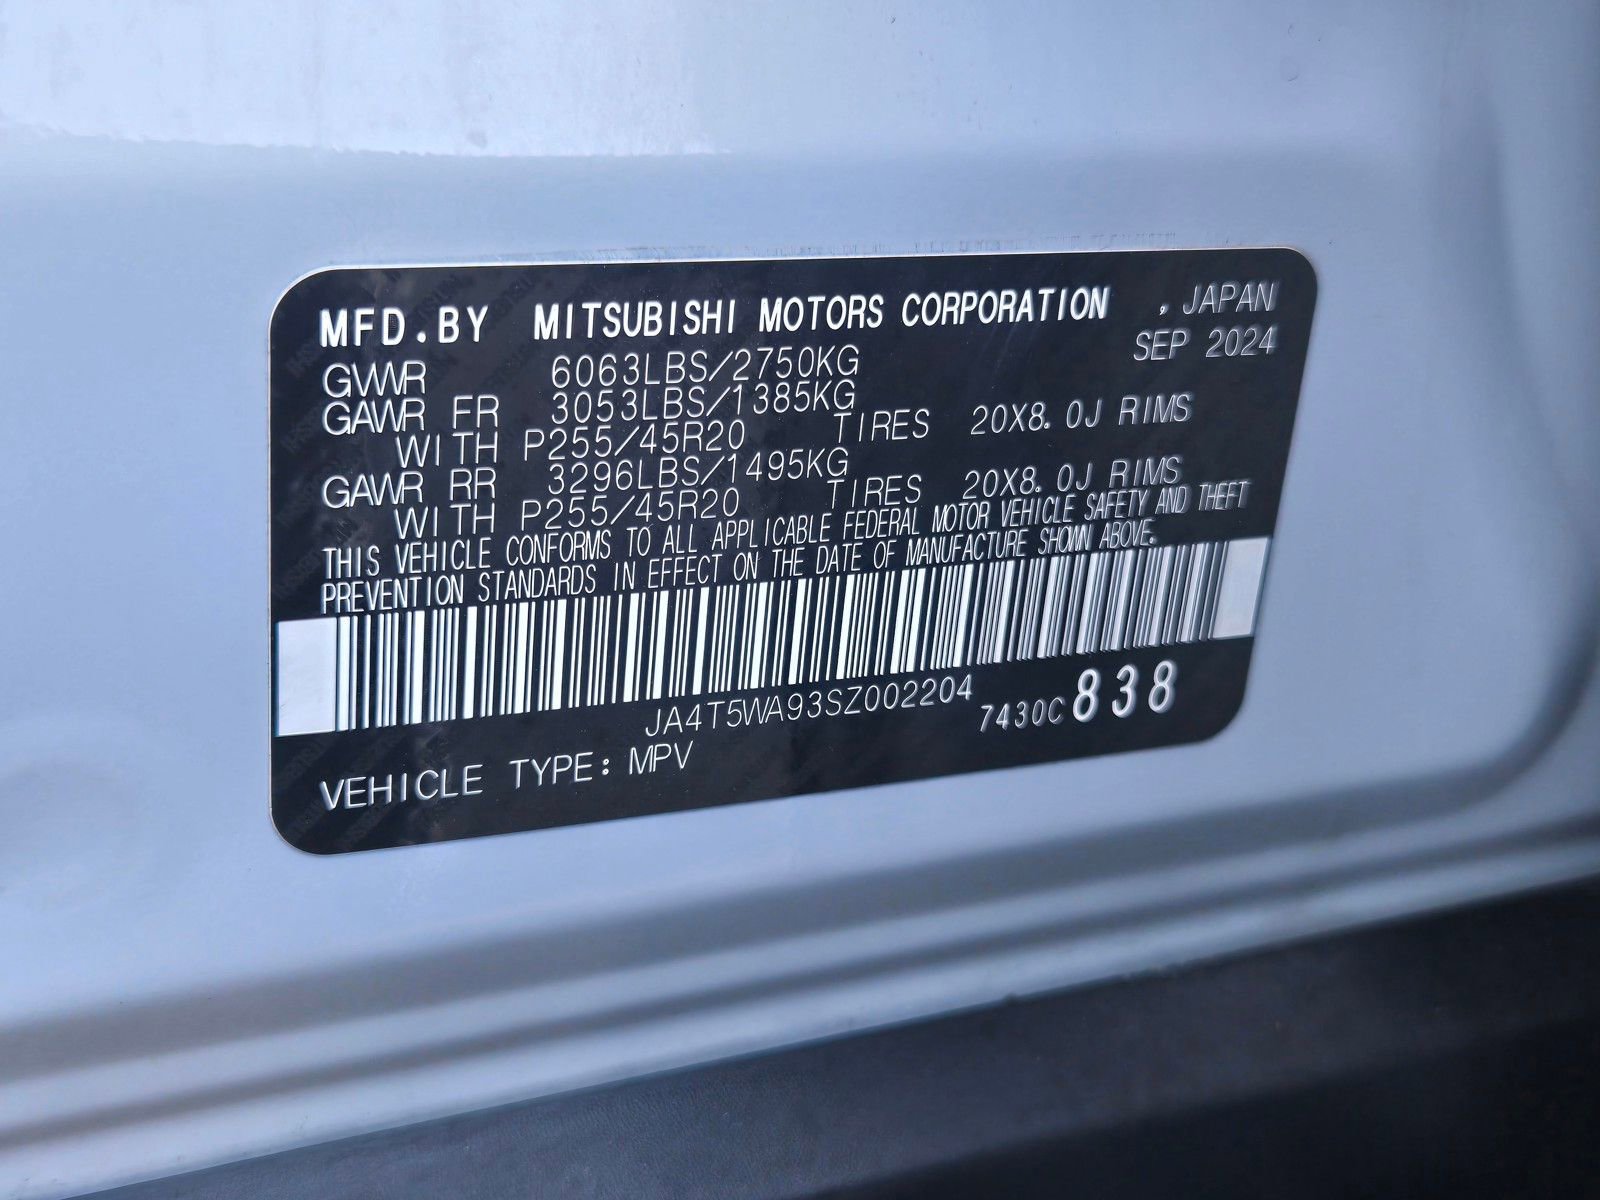 MFD.BY MITSUBISHI MOTORS CORPORATION , JAPAN
SEP 2024
GVWR 6063LBS/2750KG
GAWR FR 3053LBS/1385KG
WITH P255/45R20 TIRES 20X8.0J RIMS
GAWR RR 3296LBS/1495KG
WITH P255/45R20 TIRES 20X8.0J RIMS
THIS VEHICLE CONFORMS TO ALL APPLICABLE FEDERAL MOTOR VEHICLE SAFETY AND THEFT
PREVENTION STANDARDS IN EFFECT ON THE DATE OF MANUFACTURE SHOWN ABOVE.
JA4T5WA93SZ002204 7430C 838
VEHICLE TYPE: MPV